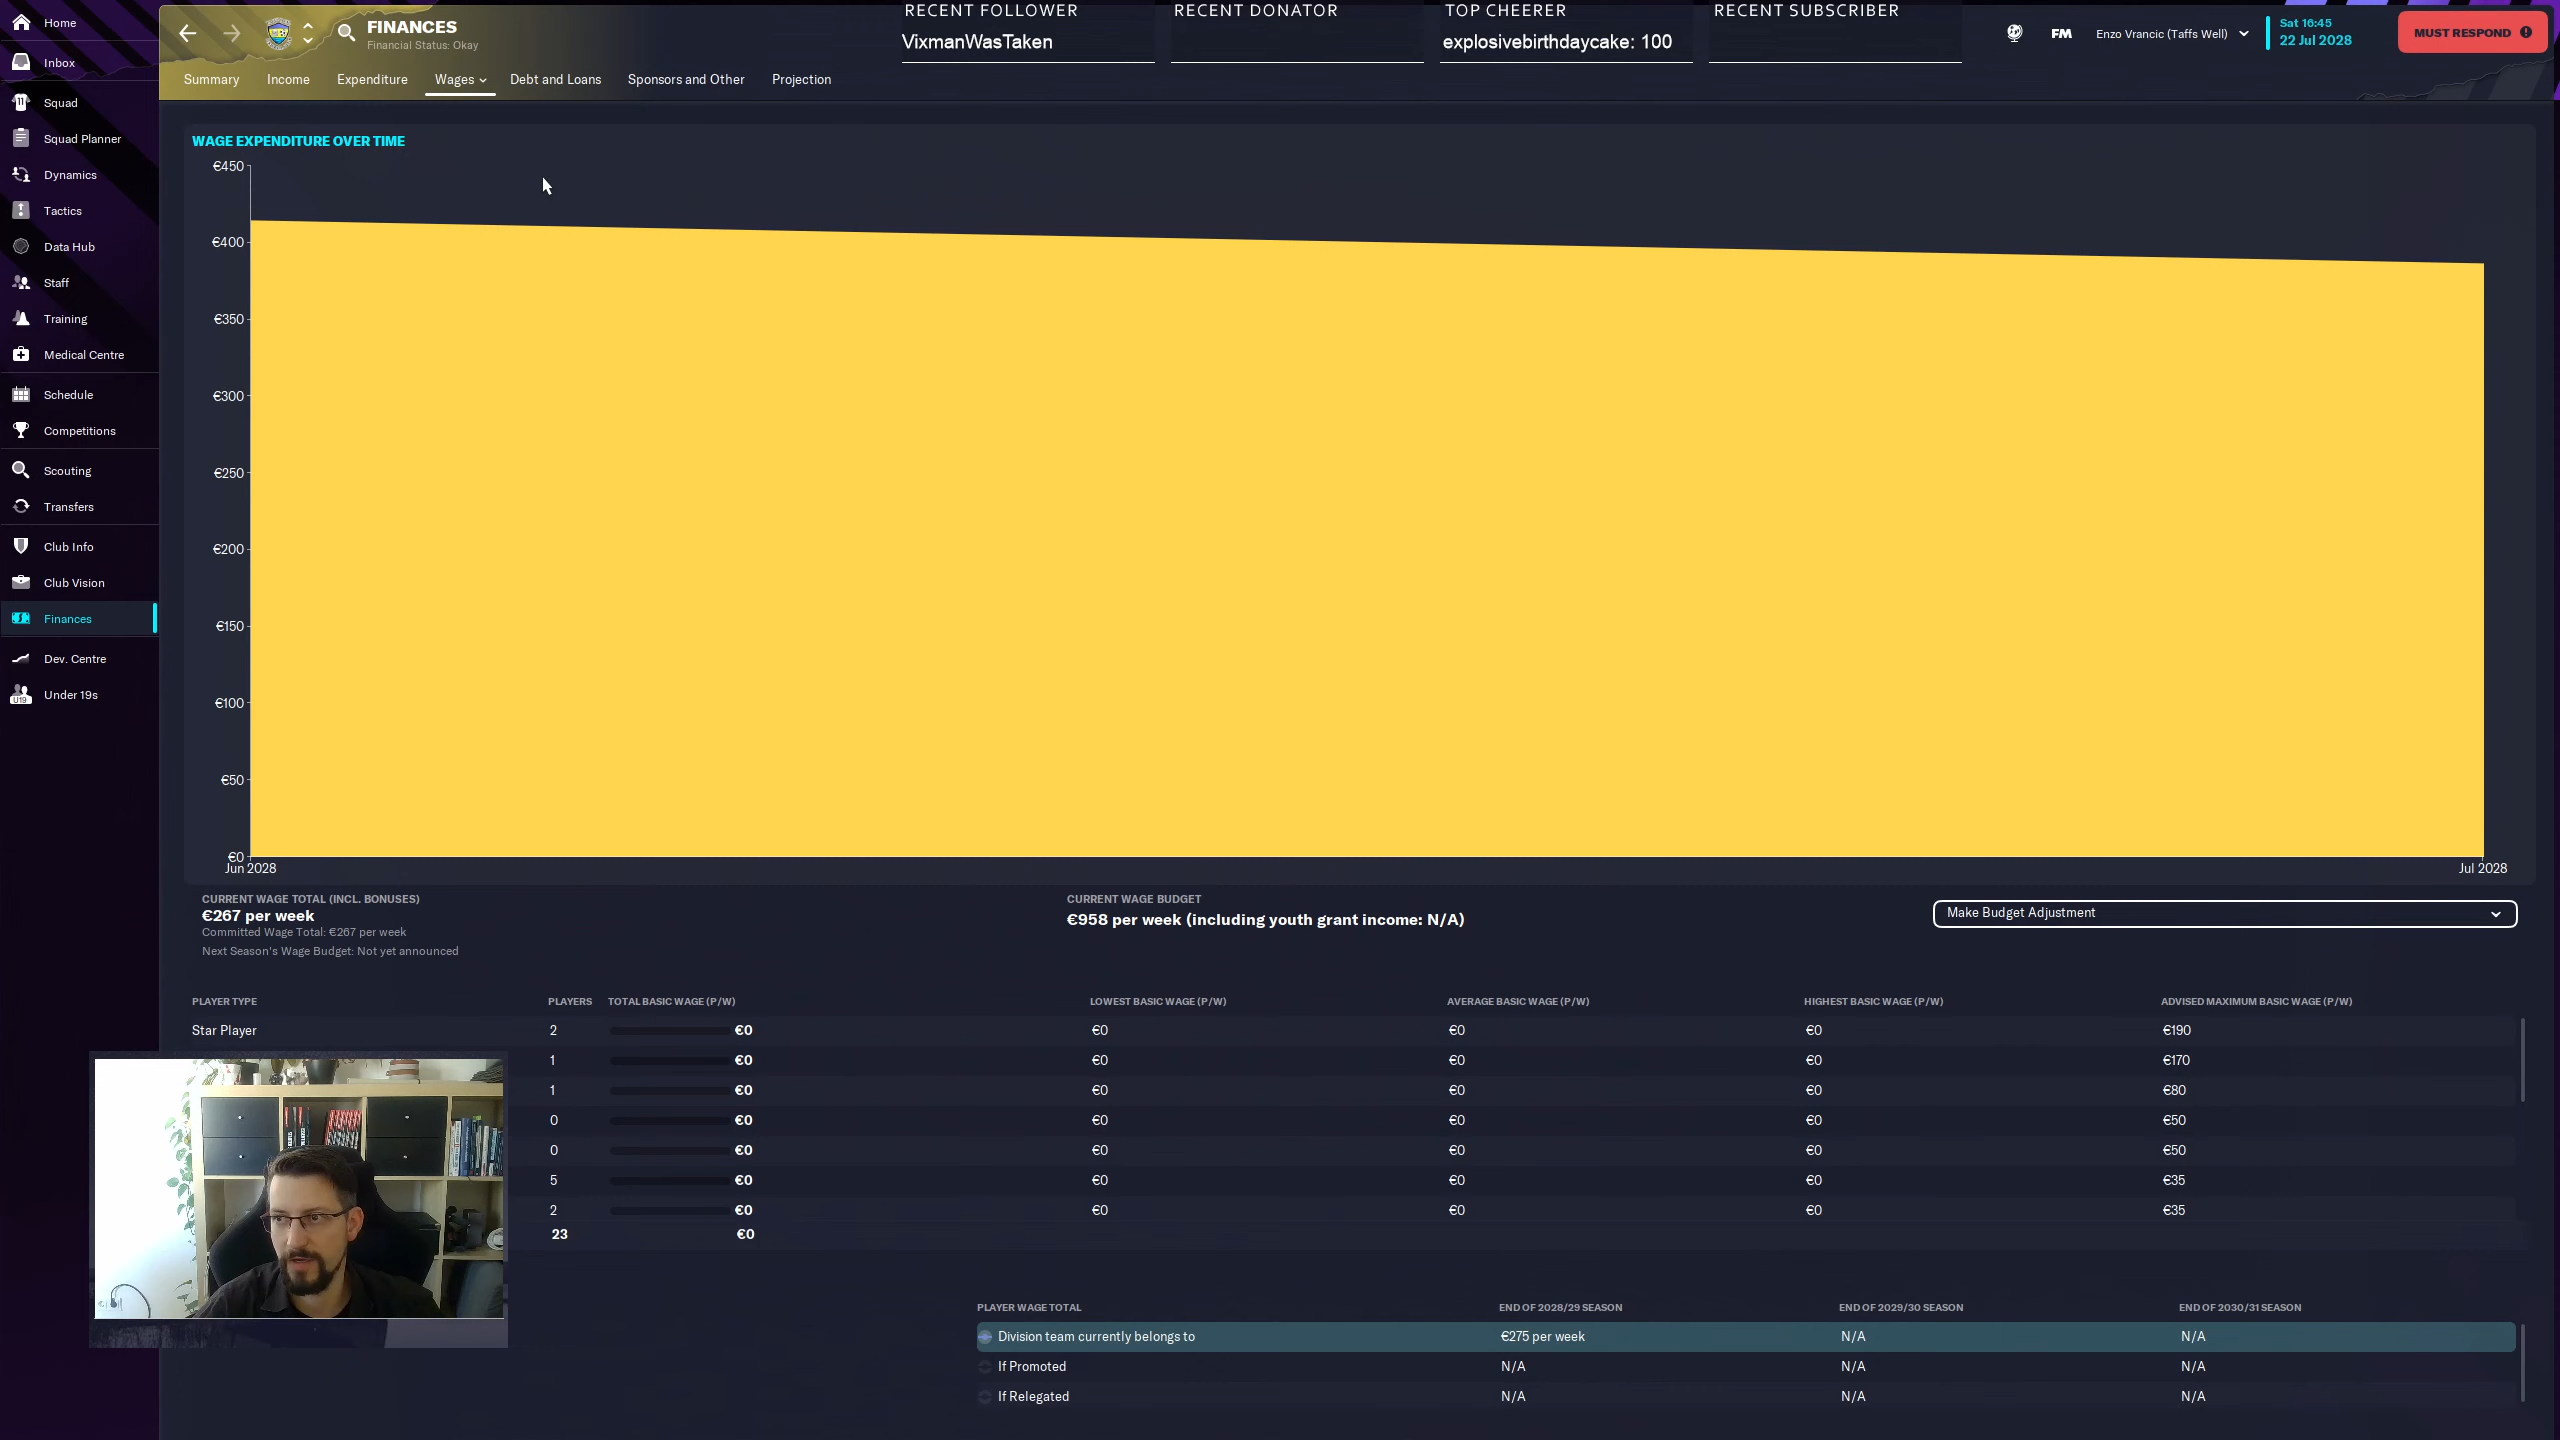 Home
Inbox
Squad
Squad Planner
Dynamics
Tactics
Data Hub
Staff
Training
Medical Centre
Schedule
Competitions
Scouting
Transfers
Club Info
Club Vision
Finances
Dev. Centre
Under 19s
FINANCES
Financial Status: Okay
RECENT FOLLOWER
VixmanWasTaken
RECENT DONATOR
TOP CHEERER
explosivebirthdaycake: 100
RECENT SUBSCRIBER
FM
Enzo Vrancic (Taffs Well)
Sat 16:45
22 Jul 2028
MUST RESPOND
Summary Income Expenditure Wages Debt and Loans Sponsors and Other Projection
WAGE EXPENDITURE OVER TIME
€450
€400
€350
€300
€250
€200
€150
€100
€50
€0
Jun 2028 Jul 2028
CURRENT WAGE TOTAL (INCL. BONUSES)
€267 per week
Committed Wage Total: €267 per week
Next Season's Wage Budget: Not yet announced
CURRENT WAGE BUDGET
€958 per week (including youth grant income: N/A)
Make Budget Adjustment
PLAYER TYPE PLAYERS TOTAL BASIC WAGE (P/W) LOWEST BASIC WAGE (P/W) AVERAGE BASIC WAGE (P/W) HIGHEST BASIC WAGE (P/W) ADVISED MAXIMUM BASIC WAGE (P/W)
Star Player 2 €0 €0 €0 €0 €190
1 €0 €0 €0 €0 €170
1 €0 €0 €0 €0 €80
0 €0 €0 €0 €0 €50
0 €0 €0 €0 €0 €50
5 €0 €0 €0 €0 €35
2 €0 €0 €0 €0 €35
23 €0
PLAYER WAGE TOTAL END OF 2028/29 SEASON END OF 2029/30 SEASON END OF 2030/31 SEASON
Division team currently belongs to €275 per week N/A N/A
If Promoted N/A N/A N/A
If Relegated N/A N/A N/A